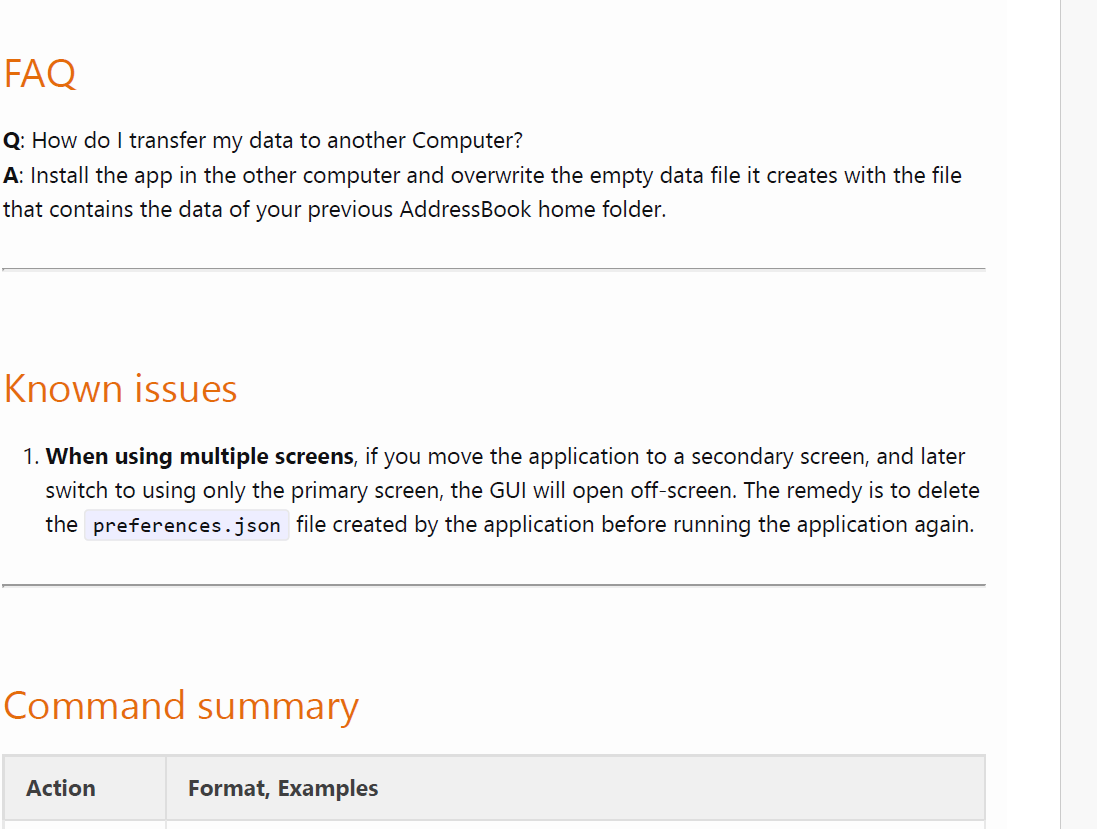 FAQ
Q: How do I transfer my data to another Computer?
A: Install the app in the other computer and overwrite the empty data file it creates with the file
that contains the data of your previous AddressBook home folder.
Known issues
1. When using multiple screens, if you move the application to a secondary screen, and later
switch to using only the primary screen, the GUI will open off-screen. The remedy is to delete
the preferences.json file created by the application before running the application again.
Command summary
Action Format, Examples